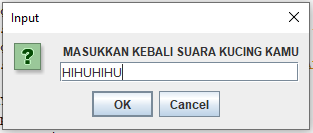 Input
MASUKKAN KEBALI SUARA KUCING KAMU
HIHUHIHU
OK
Cancel